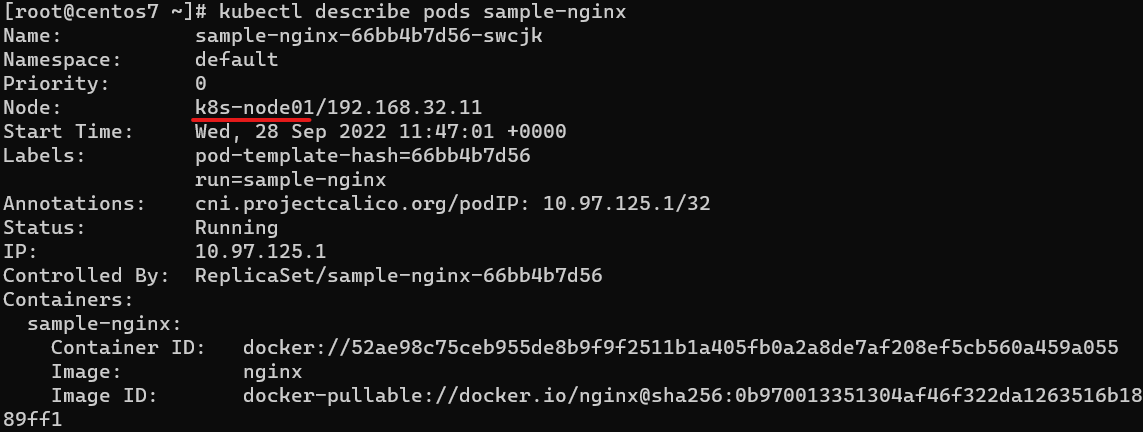 [root@centos7 ~]# kubectl describe pods sample-nginx
Name:           sample-nginx-66bb4b7d56-swcjk
Namespace:      default
Priority:       0
Node:           k8s-node01/192.168.32.11
Start Time:     Wed, 28 Sep 2022 11:47:01 +0000
Labels:         pod-template-hash=66bb4b7d56
                run=sample-nginx
Annotations:    cni.projectcalico.org/podIP: 10.97.125.1/32
Status:         Running
IP:             10.97.125.1
Controlled By:  ReplicaSet/sample-nginx-66bb4b7d56
Containers:
  sample-nginx:
    Container ID:   docker://52ae98c75ceb955de8b9f9f2511b1a405fb0a2a8de7af208ef5cb560a459a055
    Image:          nginx
    Image ID:       docker-pullable://docker.io/nginx@sha256:0b970013351304af46f322da1263516b18
89ff1